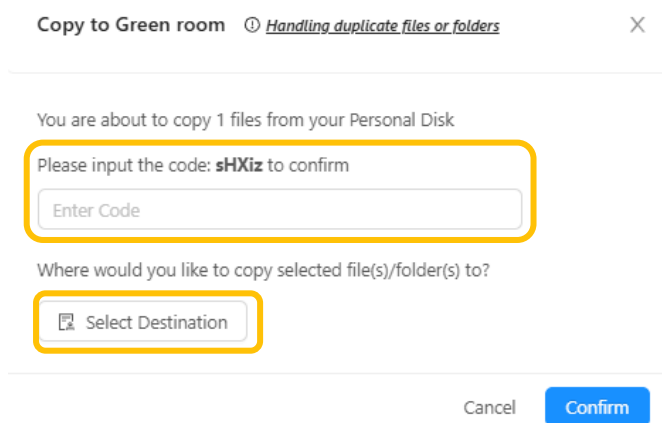 Copy to Green room Handling duplicate files or folders
You are about to copy 1 files from your Personal Disk
Please input the code: sHXiz to confirm
Enter Code
Where would you like to copy selected file(s)/folder(s) to?
Select Destination
Cancel Confirm